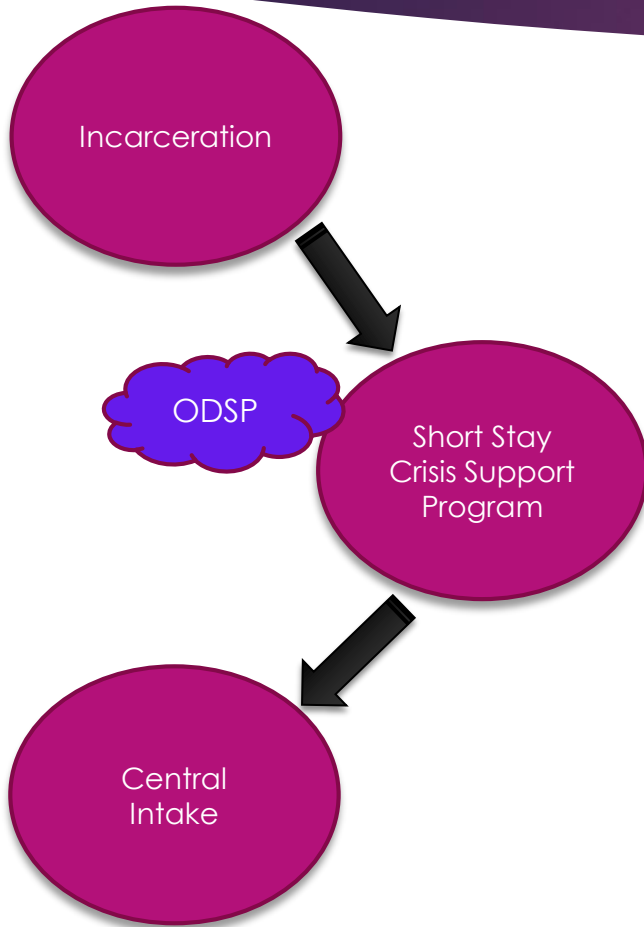 Incarceration
ODSP
Short Stay
Crisis Support
Program
Central
Intake